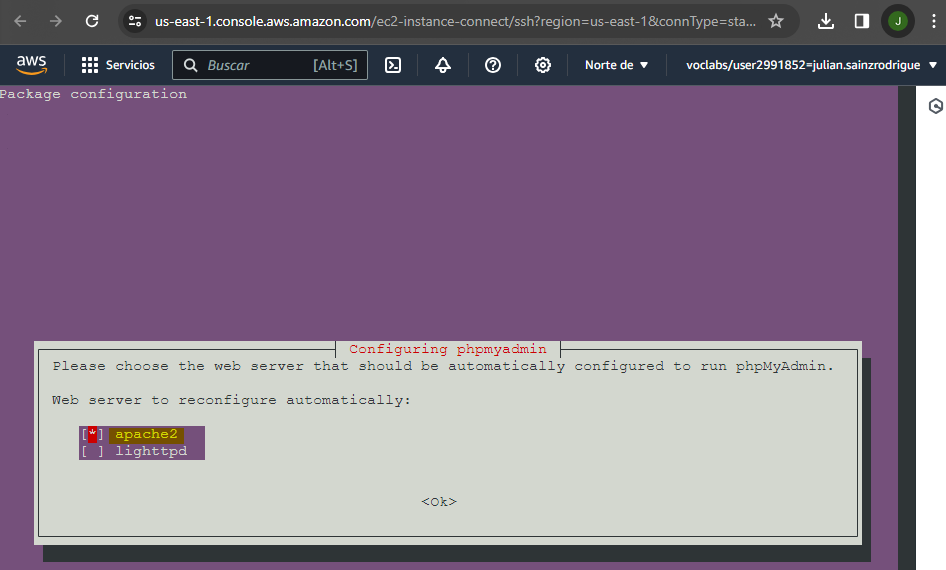 us-east-1.console.aws.amazon.com/ec2-instance-connect/ssh?region=us-east-1&connType=sta...
J
aws
Servicios
Buscar
[Alt+S]
Norte de
voclabs/user2991852=julian.sainzrodrigue
Package configuration
Configuring phpmyadmin
Please choose the web server that should be automatically configured to run phpMyAdmin.
Web server to reconfigure automatically:
[*] apache2
[ ] lighttpd
<Ok>